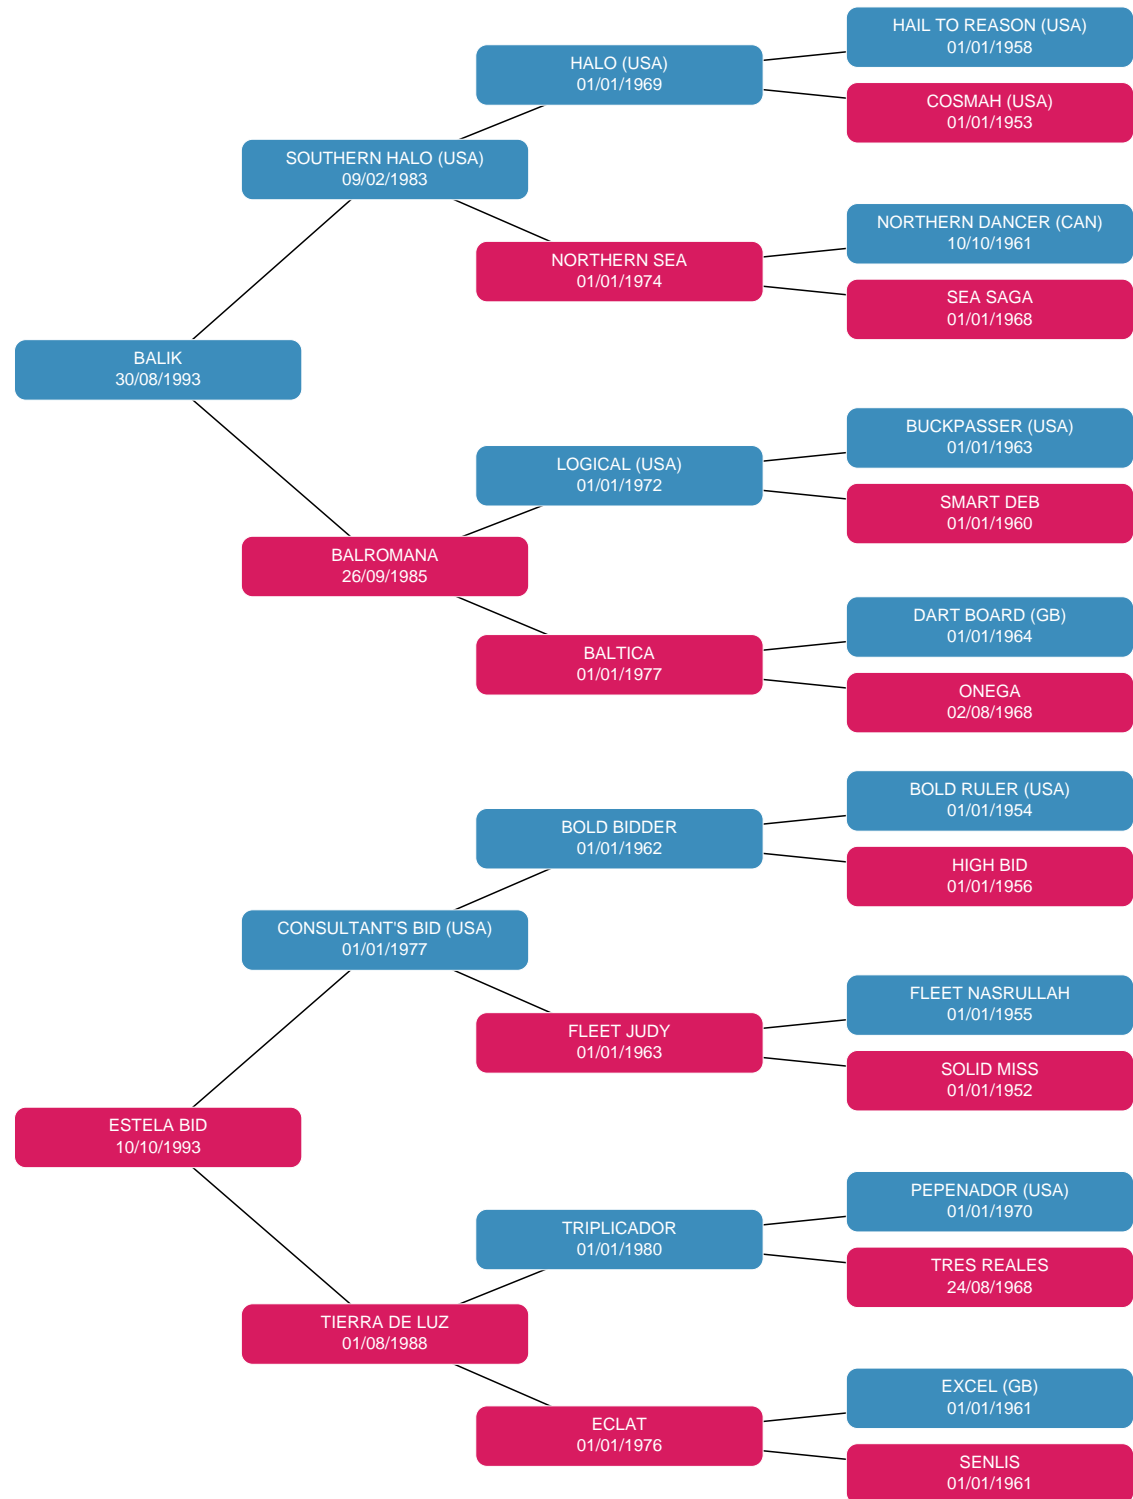 HAIL TO REASON (USA)
01/01/1958
HALO (USA)
01/01/1969
COSMAH (USA)
01/01/1953
SOUTHERN HALO (USA)
09/02/1983
NORTHERN DANCER (CAN)
10/10/1961
NORTHERN SEA
01/01/1974
SEA SAGA
01/01/1968
BALIK
30/08/1993
BUCKPASSER (USA)
01/01/1963
LOGICAL (USA)
01/01/1972
SMART DEB
01/01/1960
BALROMANA
26/09/1985
DART BOARD (GB)
01/01/1964
BALTICA
01/01/1977
ONEGA
02/08/1968
BOLD RULER (USA)
01/01/1954
BOLD BIDDER
01/01/1962
HIGH BID
01/01/1956
CONSULTANT'S BID (USA)
01/01/1977
FLEET NASRULLAH
01/01/1955
FLEET JUDY
01/01/1963
SOLID MISS
01/01/1952
ESTELA BID
10/10/1993
PEPENADOR (USA)
01/01/1970
TRIPLICADOR
01/01/1980
TRES REALES
24/08/1968
TIERRA DE LUZ
01/08/1988
EXCEL (GB)
01/01/1961
ECLAT
01/01/1976
SENLIS
01/01/1961